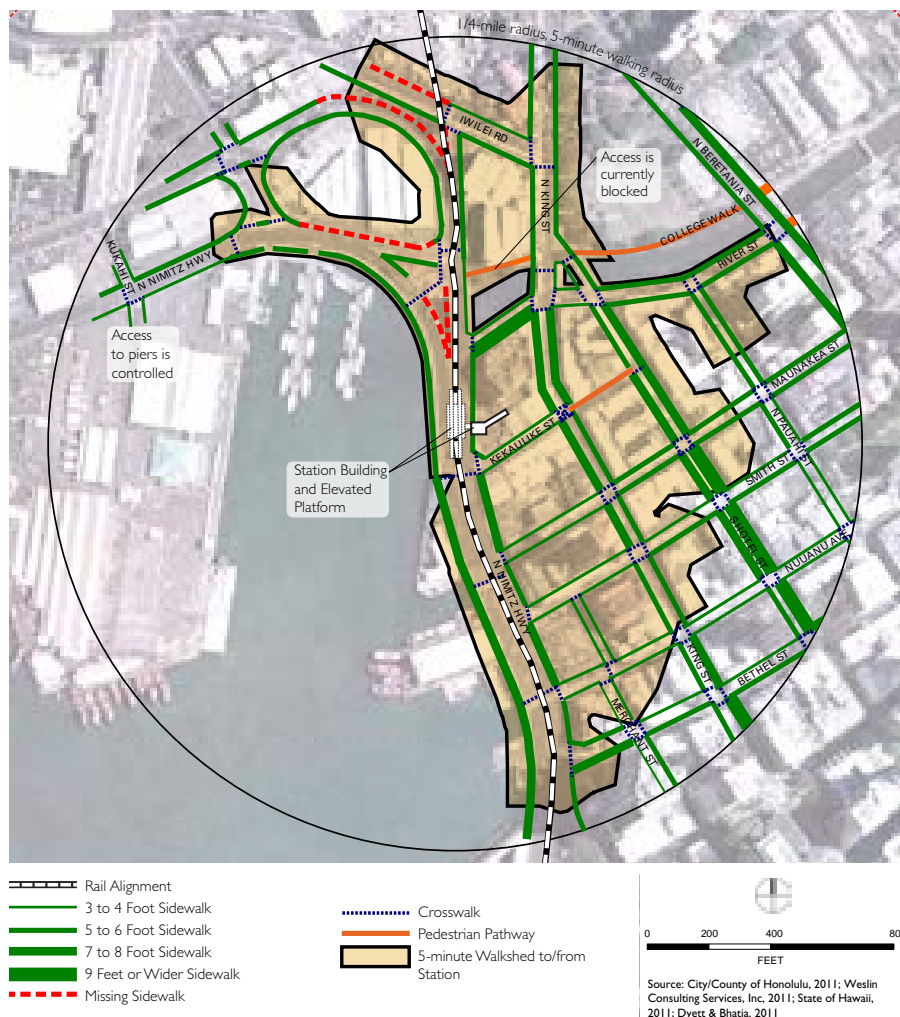 1/4-mile radius, 5-minute walking radius
IWILEI RD
N KING ST
Access is
currently
blocked
N BERETANIA ST
COLLEGE WALK
RIVER ST
KUKAHI ST
N NIMITZ HWY
Access
to piers is
controlled
MAUNAKEA ST
N PAUAHI ST
KEKAULIKE ST
SMITH ST
Station Building
and Elevated
Platform
S HOTEL ST
NUUANU AVE
N NIMITZ HWY
KING ST
BETHEL ST
MERCHANT ST
Rail Alignment
3 to 4 Foot Sidewalk
5 to 6 Foot Sidewalk
7 to 8 Foot Sidewalk
9 Feet or Wider Sidewalk
Missing Sidewalk
Crosswalk
Pedestrian Pathway
5-minute Walkshed to/from
Station
0 200 400 80
FEET
Source: City/County of Honolulu, 2011; Weslin
Consulting Services, Inc, 2011; State of Hawaii,
2011; Dyett & Bhatia, 2011